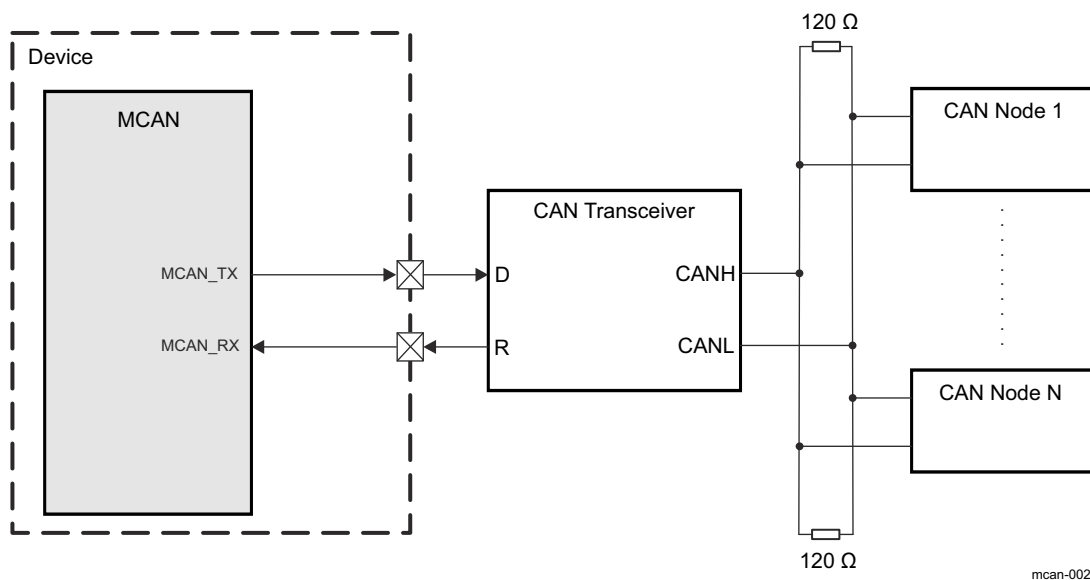 120 Ω
Device
MCAN
CAN Node 1
CAN Transceiver
MCAN_TX
D
CANH
MCAN_RX
R
CANL
CAN Node N
120 Ω
mcan-002